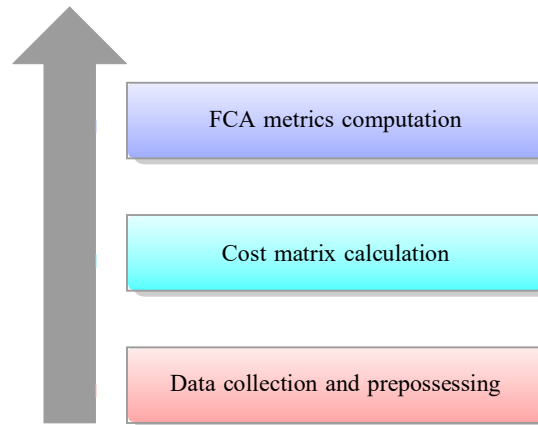 FCA metrics computation
Cost matrix calculation
Data collection and prepossessing